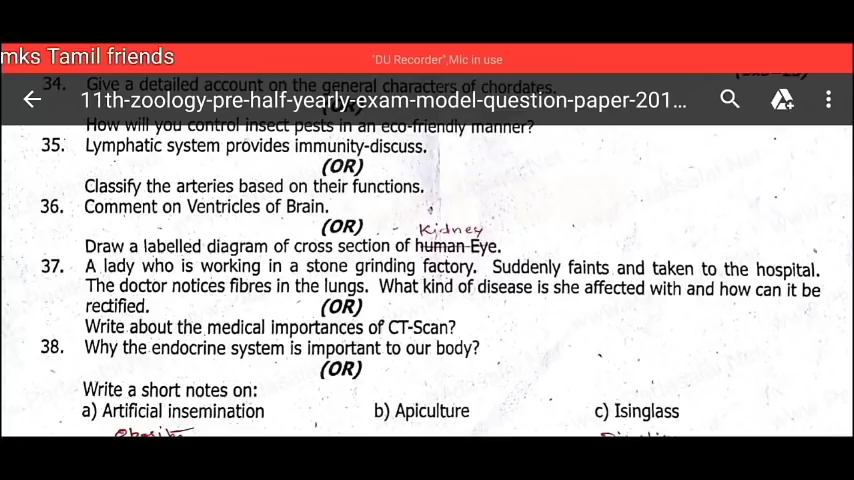 mks Tamil friends
"DU Recorder",Mic in use
34. Give a detailed account on the general characters of chordates.
11th-zoology-pre-half-yearly-exam-model-question-paper-201...
How will you control insect pests in an eco-friendly manner?
35. Lymphatic system provides immunity-discuss.
(OR)
Classify the arteries based on their functions.
36. Comment on Ventricles of Brain.
(OR) Kidney
Draw a labelled diagram of cross section of human Eye.
37. A lady who is working in a stone grinding factory. Suddenly faints and taken to the hospital.
The doctor notices fibres in the lungs. What kind of disease is she affected with and how can it be
rectified. (OR)
Write about the medical importances of CT-Scan?
38. Why the endocrine system is important to our body?
(OR)
Write a short notes on:
a) Artificial insemination b) Apiculture c) Isinglass